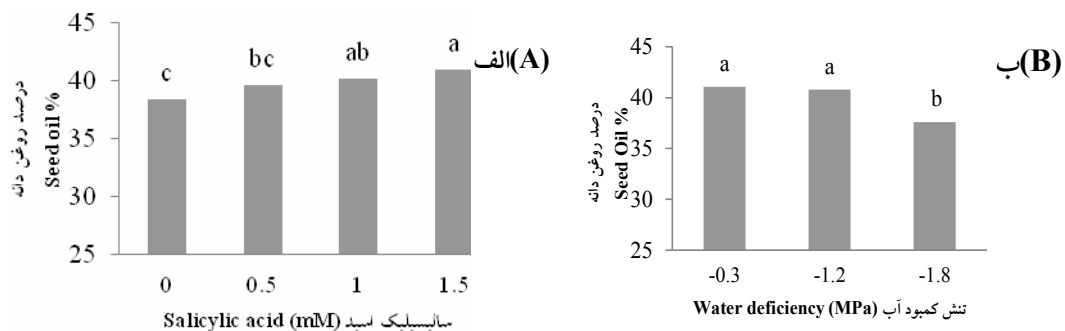 (A)الف
45
40
35
30
25
c
bc
ab
a
درصد روغن دانه
Seed oil %
0
0.5
1
1.5
Salicylic acid (mM) سالیسیلیک اسید
(B)ب
45
40
35
30
25
a
a
b
درصد روغن دانه
Seed Oil %
-0.3
-1.2
-1.8
Water deficiency (MPa) تنش کمبود آب